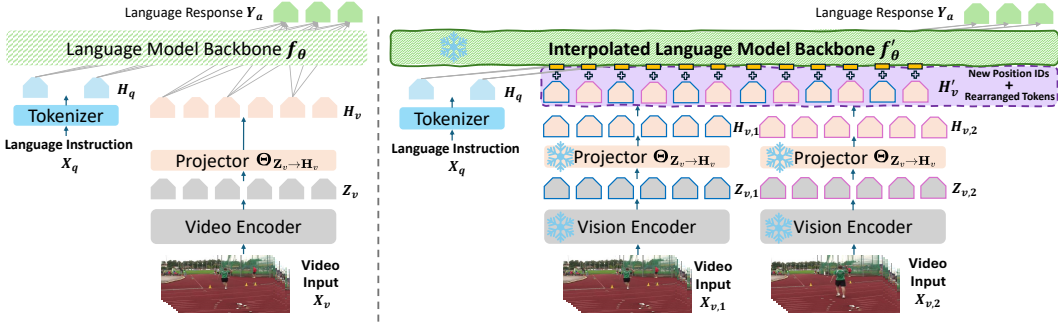 Language Response Y_a
Language Model Backbone f_θ
H_q
Tokenizer
Language Instruction
X_q
H_v
Projector Θ_{Z_v→H_v}
Z_v
Video Encoder
Video
Input
X_v
Language Response Y_a
Interpolated Language Model Backbone f'_θ
New Position IDs
+
Rearranged Tokens
H'_v
+ + + + + + + + + + + +
H_q
Tokenizer
Language Instruction
X_q
H_{v,1}
Projector Θ_{Z_v→H_v}
Z_{v,1}
Vision Encoder
Video
Input
X_{v,1}
H_{v,2}
Projector Θ_{Z_v→H_v}
Z_{v,2}
Vision Encoder
Video
Input
X_{v,2}